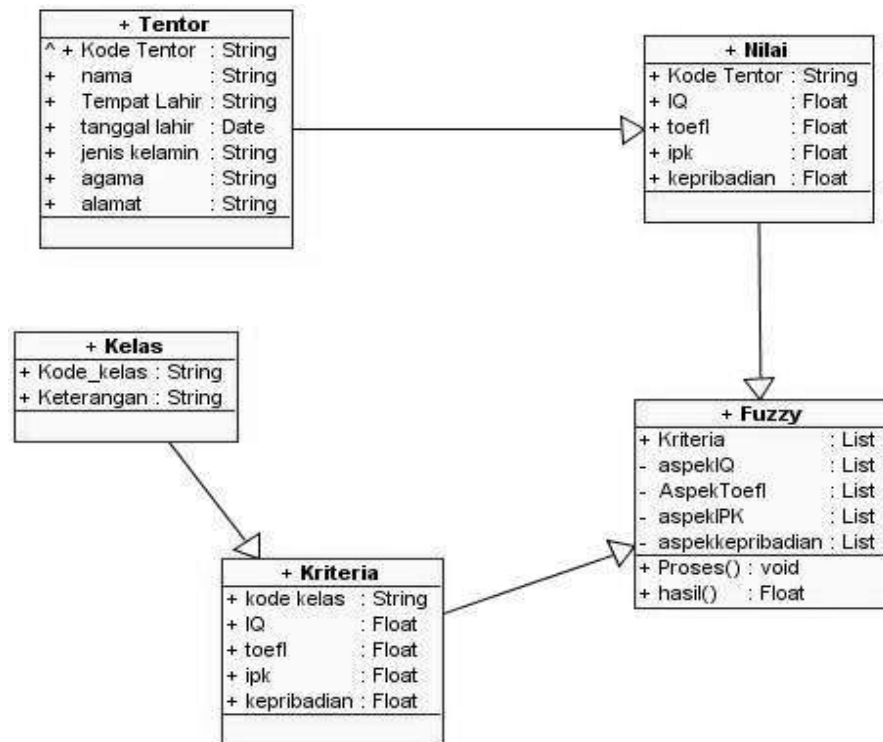 + Tentor
^ + Kode Tentor : String
+ nama : String
+ Tempat Lahir : String
+ tanggal lahir : Date
+ jenis kelamin : String
+ agama : String
+ alamat : String
+ Nilai
+ Kode Tentor : String
+ IQ : Float
+ toefl : Float
+ ipk : Float
+ kepribadian : Float
+ Kelas
+ Kode_kelas : String
+ Keterangan : String
+ Fuzzy
+ Kriteria : List
- aspekIQ : List
- AspekToefl : List
- aspekIPK : List
- aspekkepribadian : List
+ Proses() : void
+ hasil() : Float
+ Kriteria
+ kode kelas : String
+ IQ : Float
+ toefl : Float
+ ipk : Float
+ kepribadian : Float